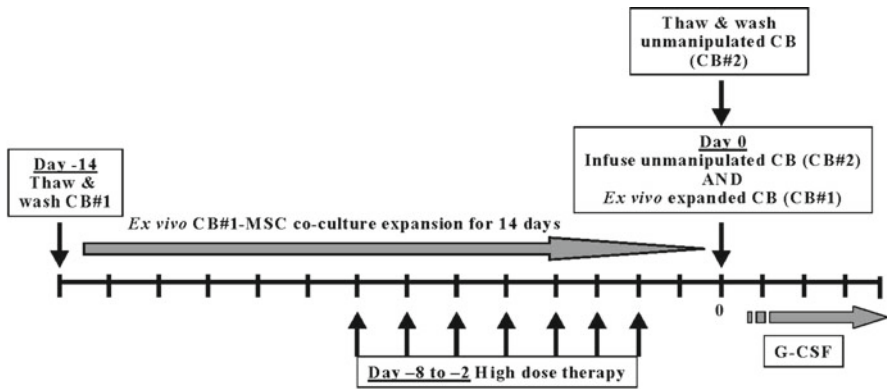 Thaw & wash
unmanipulated CB
(CB#2)
Day -14
Thaw &
wash CB#1
Day 0
Infuse unmanipulated CB (CB#2)
AND
Ex vivo expanded CB (CB#1)
Ex vivo CB#1-MSC co-culture expansion for 14 days
0
G-CSF
Day –8 to –2 High dose therapy